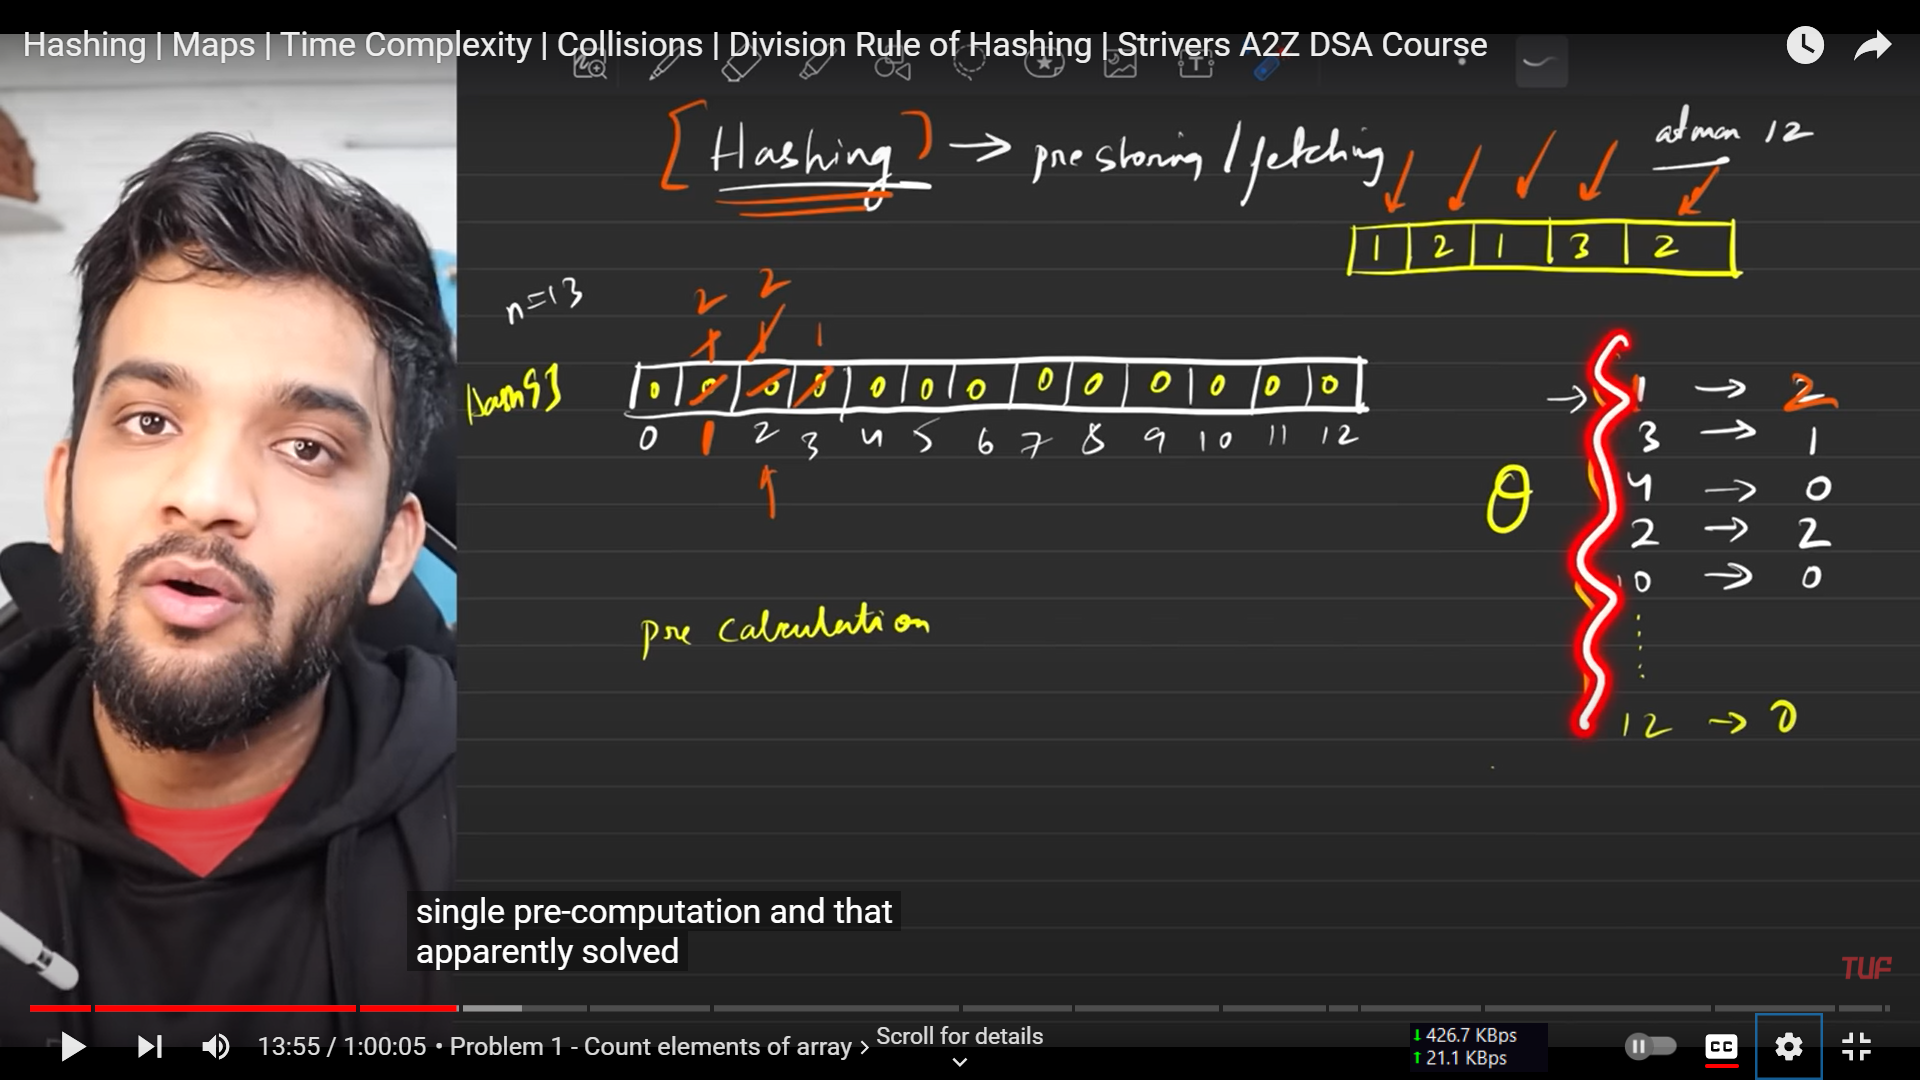 Hashing | Maps | Time Complexity | Collisions | Division Rule of Hashing | Strivers A2Z DSA Course
[Hashing] → pre storing / fetching
at man 12
1 2 1 3 2
n=13
2 2
1 1 1
0 0 0 0 0 0 0 0 0 0 0 0 0
0 1 2 3 4 5 6 7 8 9 10 11 12
1 → 2
3 → 1
4 → 0
2 → 2
10 → 0
12 → 0
θ
pre calculation
single pre-computation and that
apparently solved
TUF
13:55 / 1:00:05 • Problem 1 - Count elements of array >
Scroll for details
↓ 426.7 KBps
↑ 21.1 KBps
CC